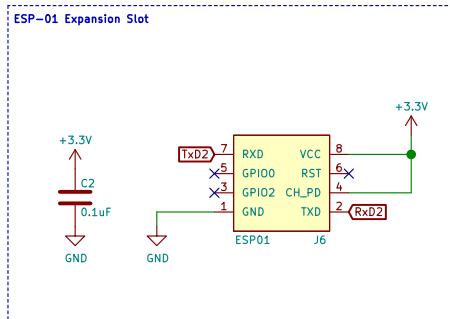 ESP-01 Expansion Slot
+3.3V
+3.3V
TxD2 7 RXD VCC 8
5 GPIO0 RST 6
C2
3 GPIO2 CH_PD 4
0.1uF
1 GND TXD 2 RxD2
ESP01 J6
GND GND